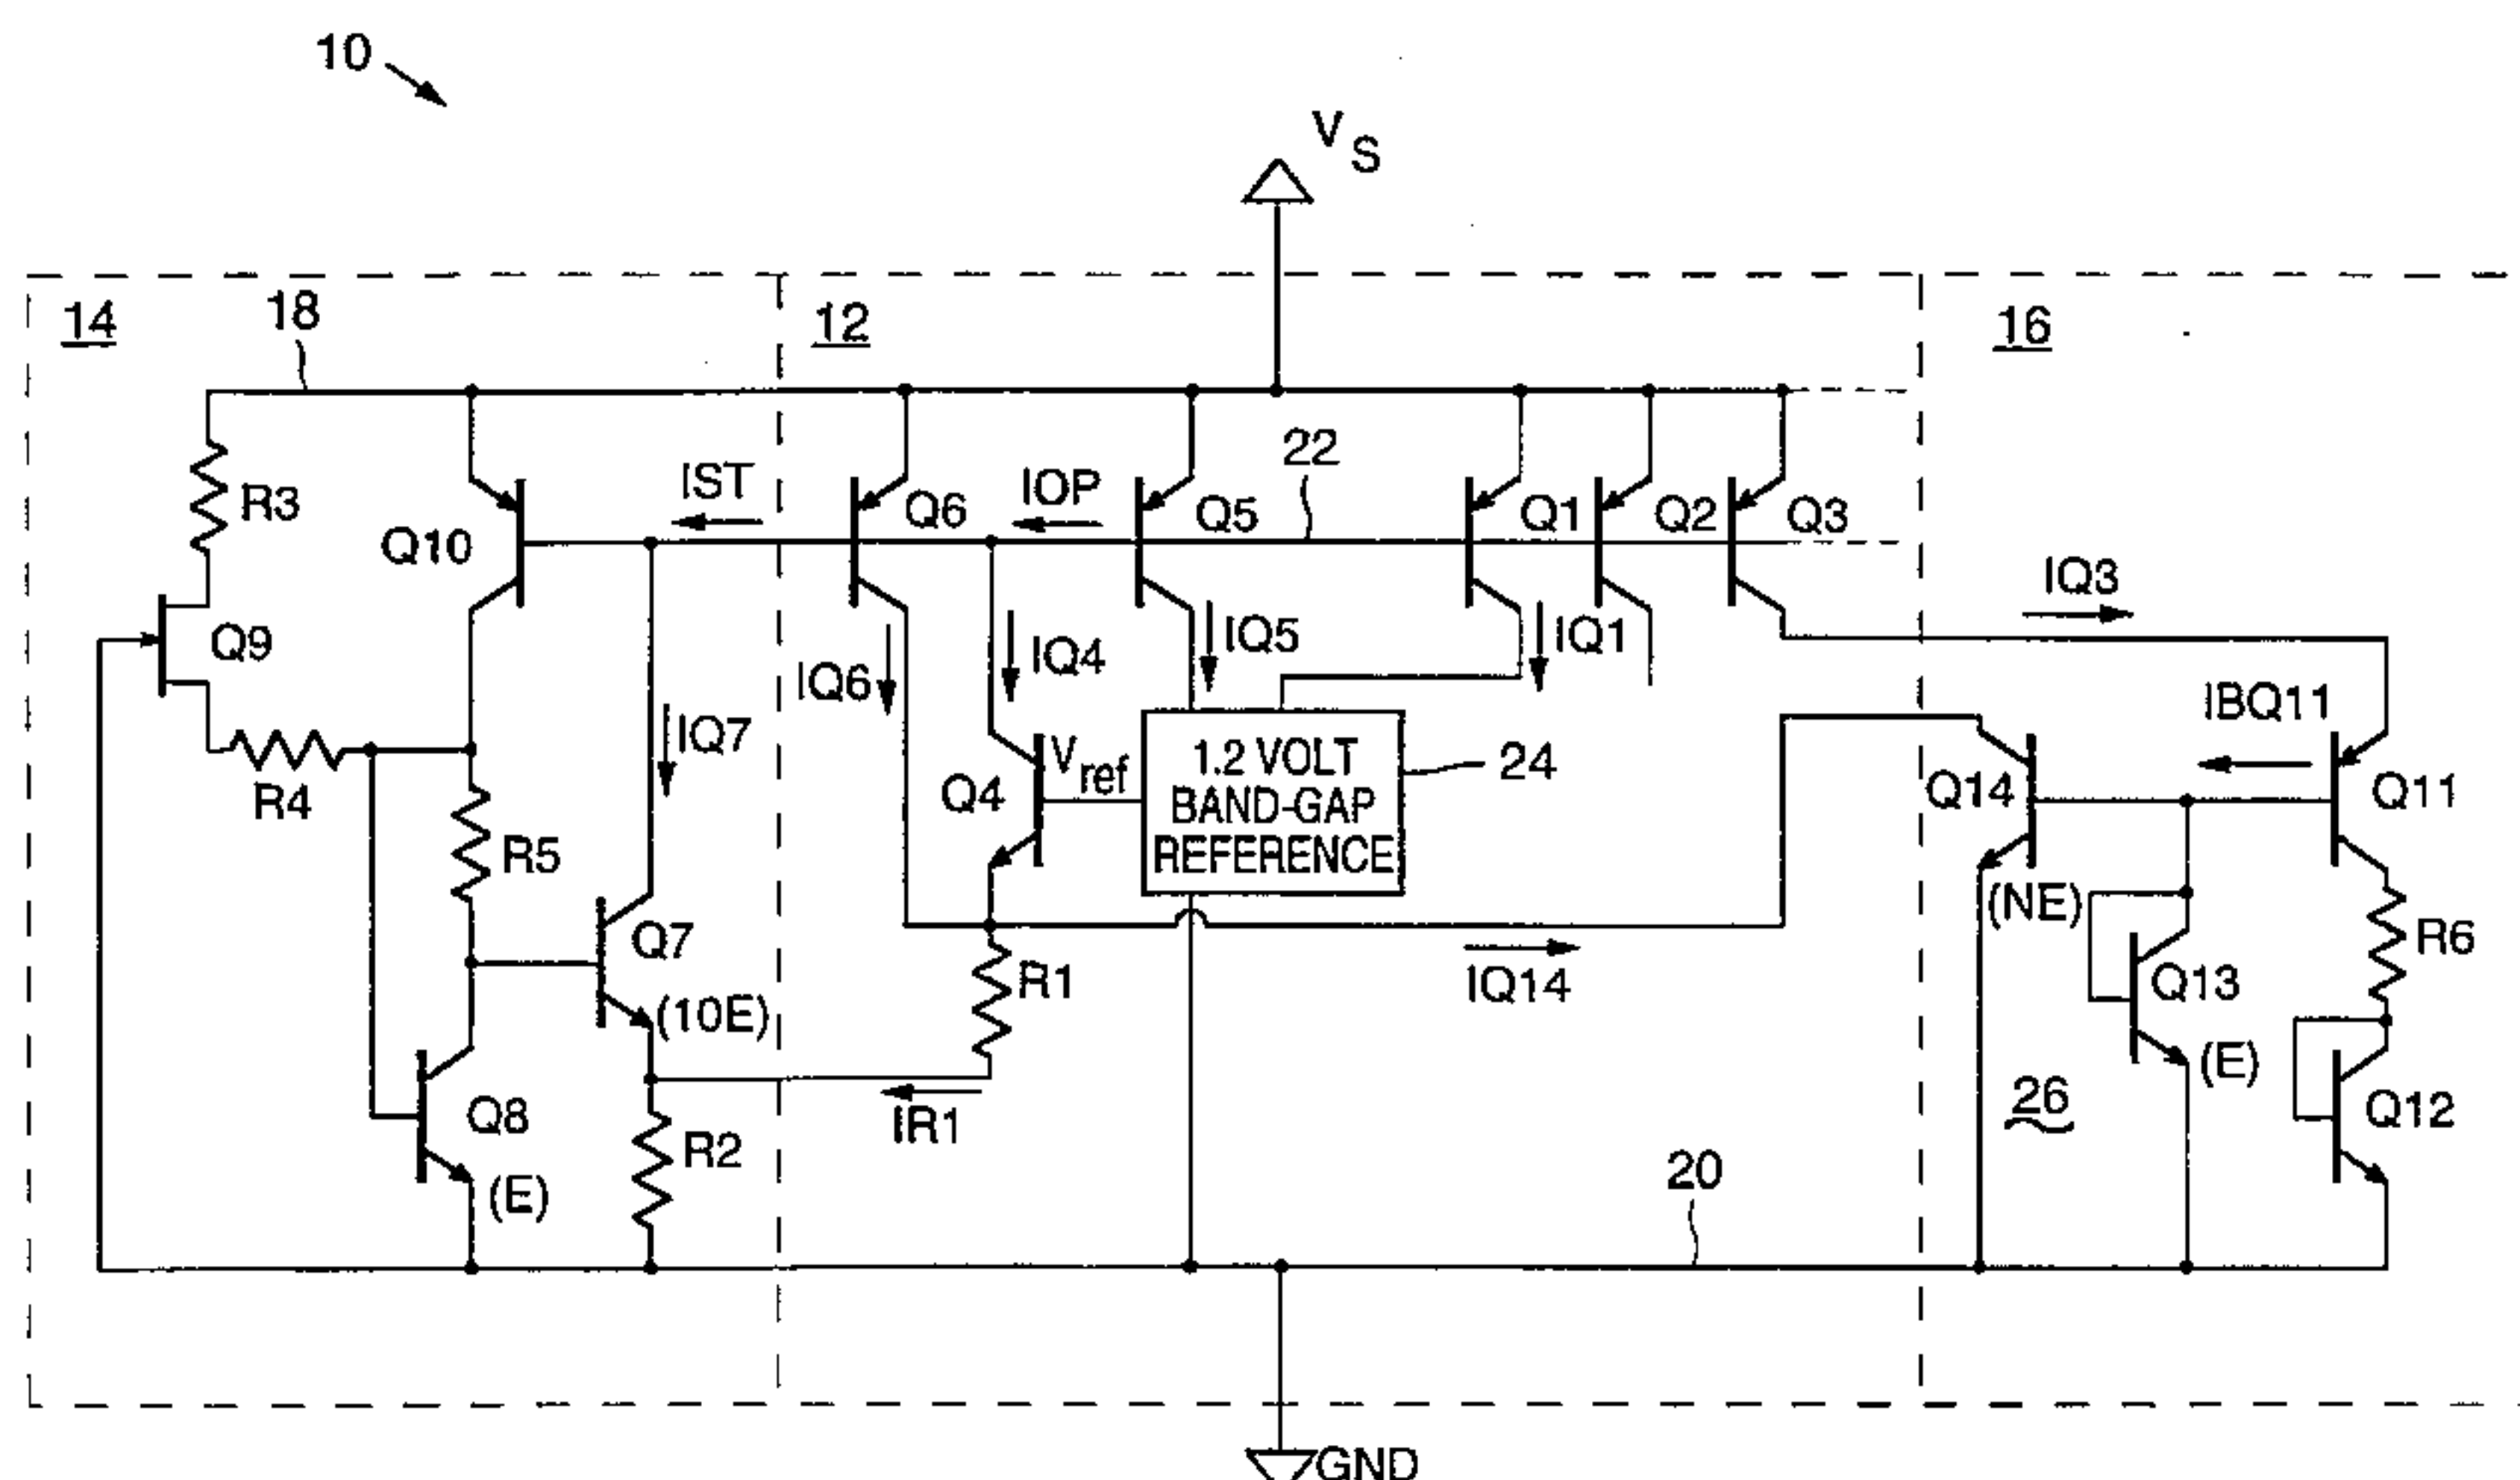 10
VS
14
18
12
16
R3
Q10
IST
Q6
IOP
Q5
22
Q1
Q2
Q3
IQ3
Q9
IQ6
IQ4
IQ5
IQ1
IBQ11
R4
IQ7
Q4
Vref
1.2 VOLT
BAND-GAP
REFERENCE
24
Q14
(NE)
Q11
R5
Q7
(10E)
R1
IQ14
Q13
(E)
R6
Q8
(E)
R2
IR1
20
26
Q12
GND